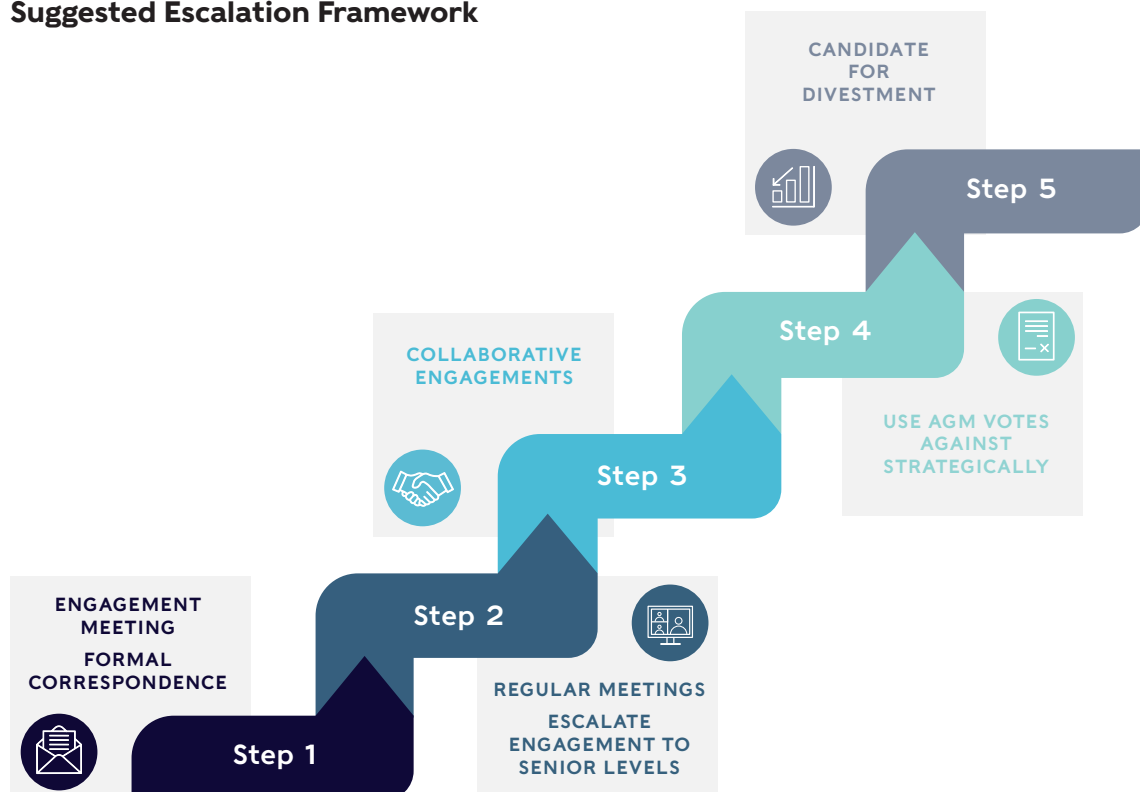 Suggested Escalation Framework
ENGAGEMENT
MEETING
FORMAL
CORRESPONDENCE
Step 1
Step 2
REGULAR MEETINGS
ESCALATE
ENGAGEMENT TO
SENIOR LEVELS
COLLABORATIVE
ENGAGEMENTS
Step 3
Step 4
USE AGM VOTES
AGAINST
STRATEGICALLY
CANDIDATE
FOR
DIVESTMENT
Step 5